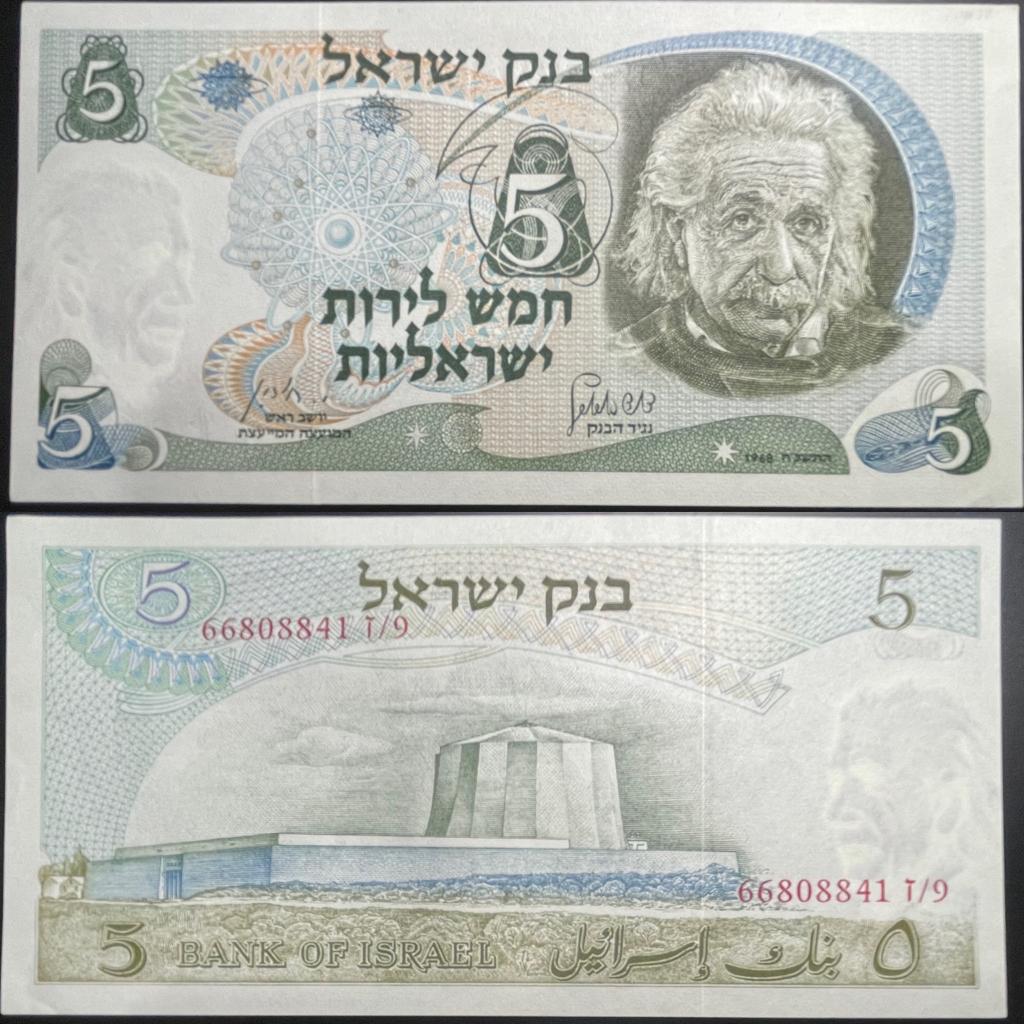 5
בנק ישראל
5
חמש לירות
ישראליות
יושב ראש
המועצה המייעצת
נגיד הבנק
5
5
התשכ"ח 1968
5
בנק ישראל
5
66808841 ז/9
66808841 ז/9
5 BANK OF ISRAEL بنك إسرائيل ٥